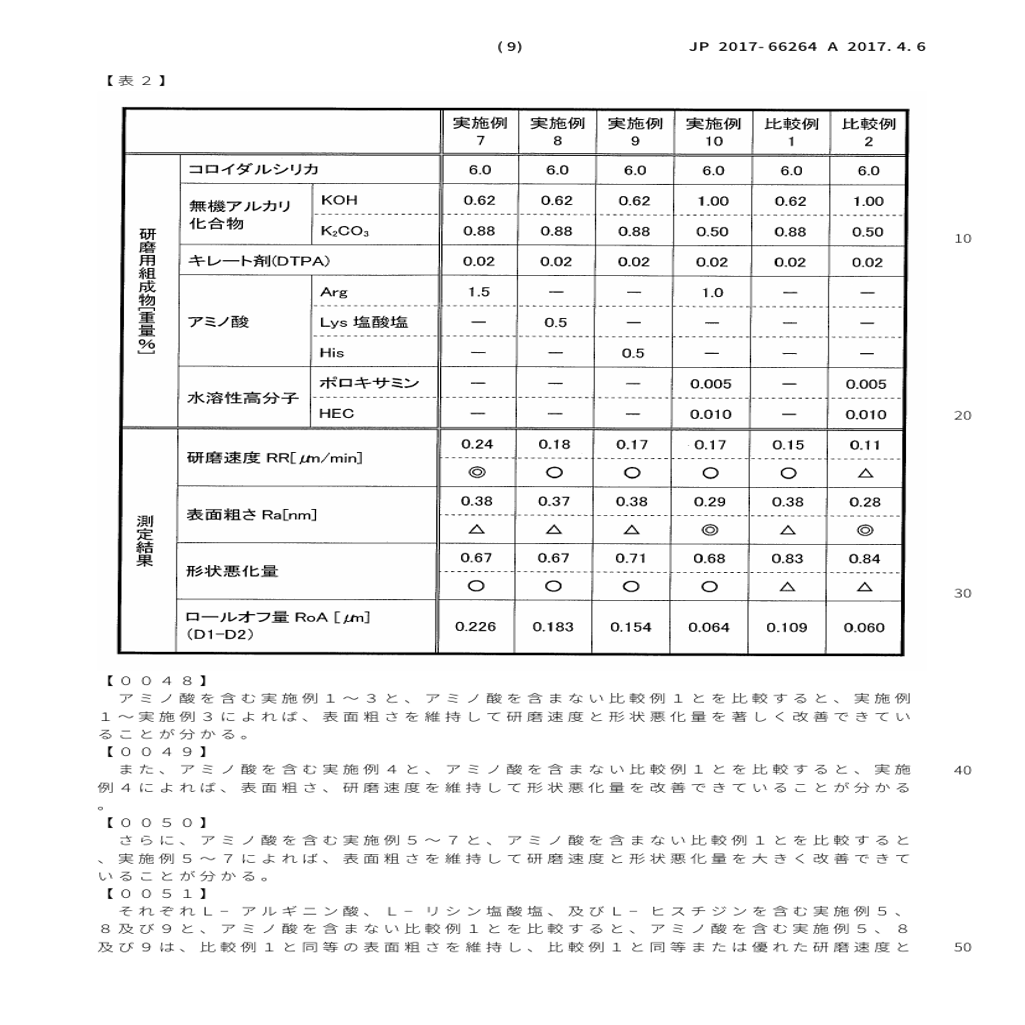 (9) JP 2017-66264 A 2017.4.6
【表２】
実施例7 実施例8 実施例9 実施例10 比較例1 比較例2
研磨用組成物[重量%]
コロイダルシリカ 6.0 6.0 6.0 6.0 6.0 6.0
無機アルカリ化合物
KOH 0.62 0.62 0.62 1.00 0.62 1.00
K₂CO₃ 0.88 0.88 0.88 0.50 0.88 0.50
キレート剤(DTPA) 0.02 0.02 0.02 0.02 0.02 0.02
アミノ酸
Arg 1.5 — — 1.0 — —
Lys 塩酸塩 — 0.5 — — — —
His — — 0.5 — — —
水溶性高分子
ポロキサミン — — — 0.005 — 0.005
HEC — — — 0.010 — 0.010
測定結果
研磨速度 RR[μm/min] 0.24 0.18 0.17 0.17 0.15 0.11
◎ ○ ○ ○ ○ △
表面粗さ Ra[nm] 0.38 0.37 0.38 0.29 0.38 0.28
△ △ △ ◎ △ ◎
形状悪化量 0.67 0.67 0.71 0.68 0.83 0.84
○ ○ ○ ○ △ △
ロールオフ量 RoA [μm]
(D1-D2) 0.226 0.183 0.154 0.064 0.109 0.060
10
20
30
40
50
【００４８】
アミノ酸を含む実施例１～３と、アミノ酸を含まない比較例１とを比較すると、実施例
１～実施例３によれば、表面粗さを維持して研磨速度と形状悪化量を著しく改善できてい
ることが分かる。
【００４９】
また、アミノ酸を含む実施例４と、アミノ酸を含まない比較例１とを比較すると、実施
例４によれば、表面粗さ、研磨速度を維持して形状悪化量を改善できていることが分かる
。
【００５０】
さらに、アミノ酸を含む実施例５～７と、アミノ酸を含まない比較例１とを比較すると
、実施例５～７によれば、表面粗さを維持して研磨速度と形状悪化量を大きく改善できて
いることが分かる。
【００５１】
それぞれＬ－アルギニン酸、Ｌ－リシン塩酸塩、及びＬ－ヒスチジンを含む実施例５、
８及び９と、アミノ酸を含まない比較例１とを比較すると、アミノ酸を含む実施例５、８
及び９は、比較例１と同等の表面粗さを維持し、比較例１と同等または優れた研磨速度と